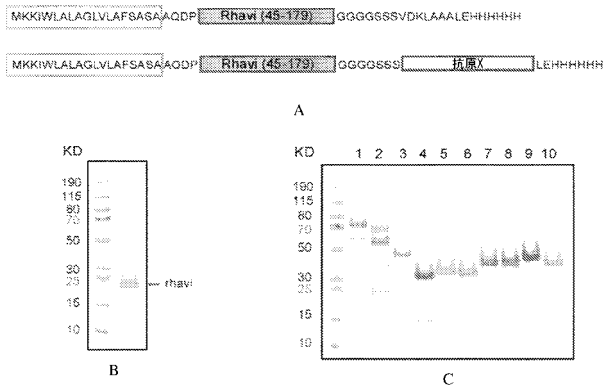 MKKIWLALAGLVLAFSASAAQDP Rhavi (45-179) GGGGSSSVDKLAAALEHHHHHH
MKKIWLALAGLVLAFSASAAQDP Rhavi (45-179) GGGGSSS 抗原X LEHHHHHH
A
KD
190
115
80
70
50
30
25
15
10
rhavi
B
KD 1 2 3 4 5 6 7 8 9 10
190
115
80
70
50
30
25
15
10
C